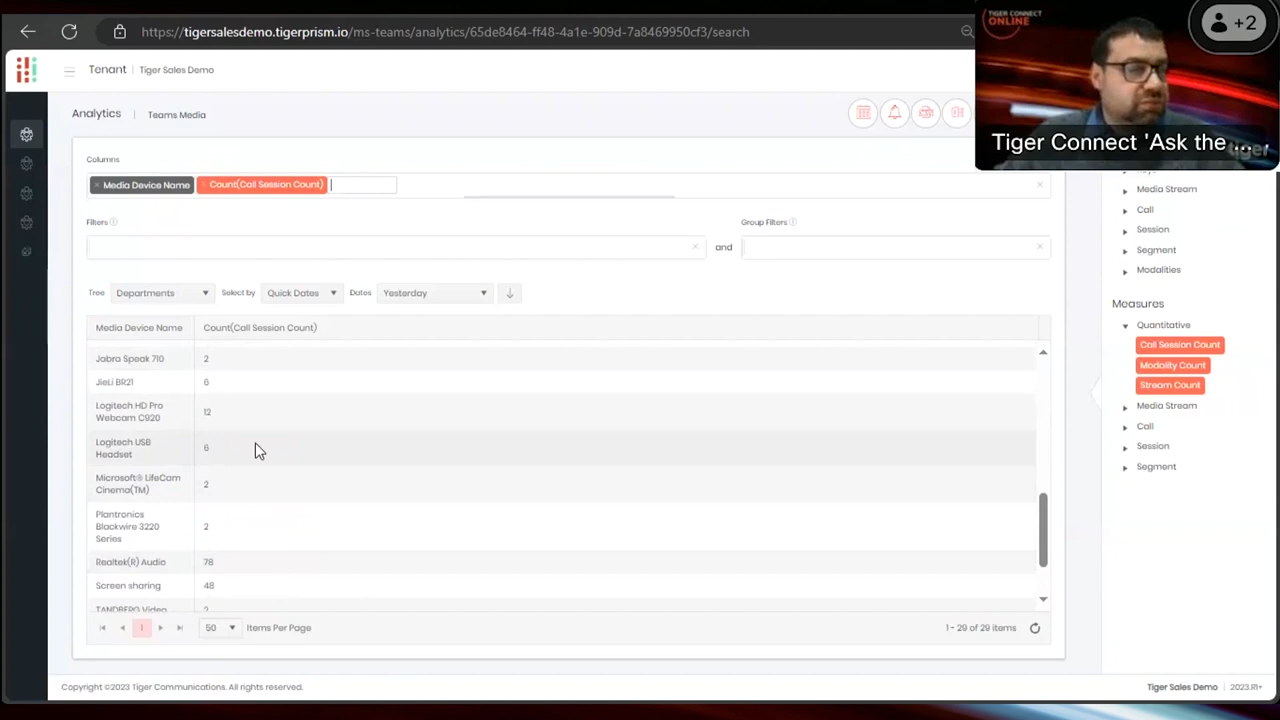 https://tigersalesdemo.tigerprism.io/ms-teams/analytics/65de8464-ff48-4a1e-909d-7a8469950cf3/search
TIGER CONNECT
ONLINE
+2
Tiger Connect 'Ask the ...
Tenant | Tiger Sales Demo
Analytics | Teams Media
Columns
× Media Device Name × Count(Call Session Count)
Filters
Group Filters
and
Tree Departments Select by Quick Dates Dates Yesterday
Media Device Name Count(Call Session Count)
Jabra Speak 710 2
JieLi BR21 6
Logitech HD Pro
Webcam C920 12
Logitech USB
Headset 6
Microsoft® LifeCam
Cinema(TM) 2
Plantronics
Blackwire 3220
Series 2
Realtek(R) Audio 78
Screen sharing 48
TANDBERG Video 2
1 50 Items Per Page 1 - 29 of 29 items
Media Stream
Call
Session
Segment
Modalities
Measures
Quantitative
Call Session Count
Modality Count
Stream Count
Media Stream
Call
Session
Segment
Copyright ©2023 Tiger Communications. All rights reserved.
Tiger Sales Demo | 2023.R1+